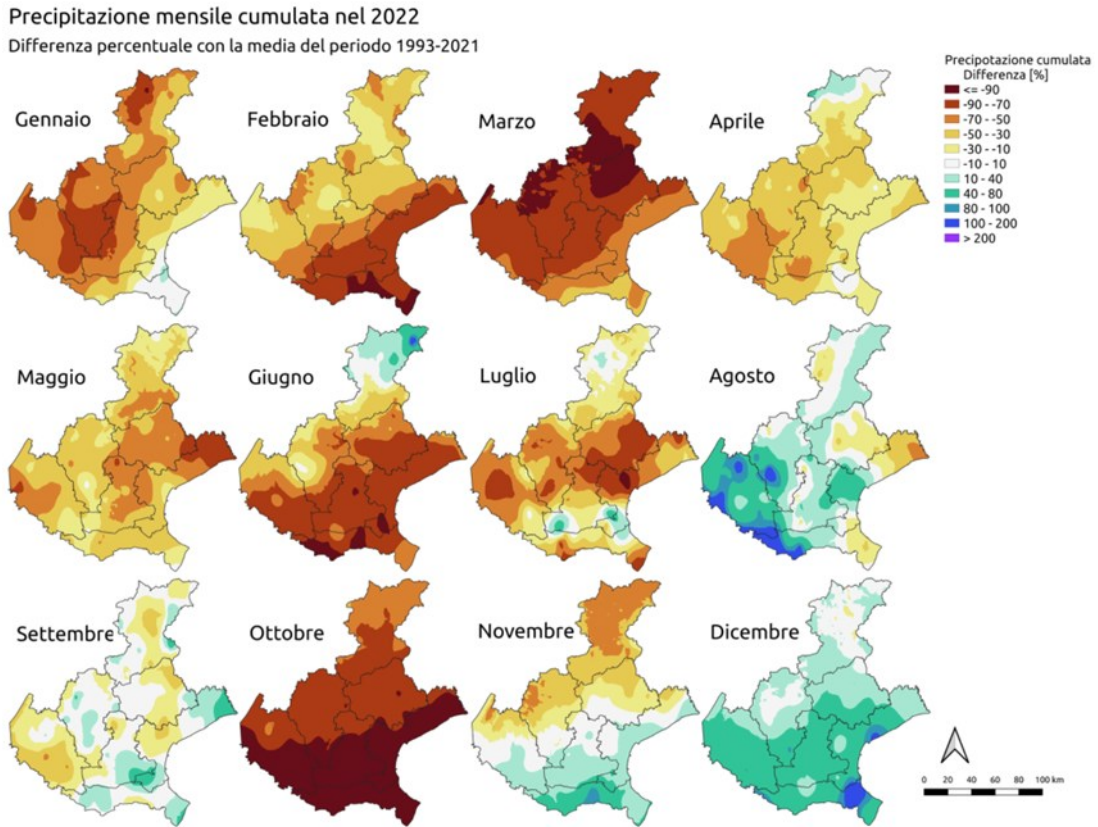 Precipitazione mensile cumulata nel 2022
Differenza percentuale con la media del periodo 1993-2021
Precipotazione cumulata
Differenza [%]
<= -90
-90 - -70
-70 - -50
-50 - -30
-30 - -10
-10 - 10
10 - 40
40 - 80
80 - 100
100 - 200
> 200
Gennaio
Febbraio
Marzo
Aprile
Maggio
Giugno
Luglio
Agosto
Settembre
Ottobre
Novembre
Dicembre
0 20 40 60 80 100 km